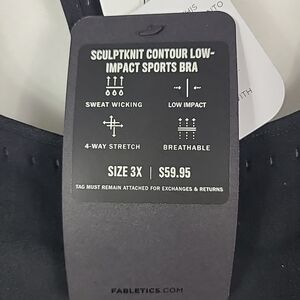 SCULPTKNIT CONTOUR LOW-
IMPACT SPORTS BRA
SWEAT WICKING
LOW IMPACT
4-WAY STRETCH
BREATHABLE
SIZE 3X | $59.95
TAG MUST REMAIN ATTACHED FOR EXCHANGES & RETURNS
FABLETICS.COM